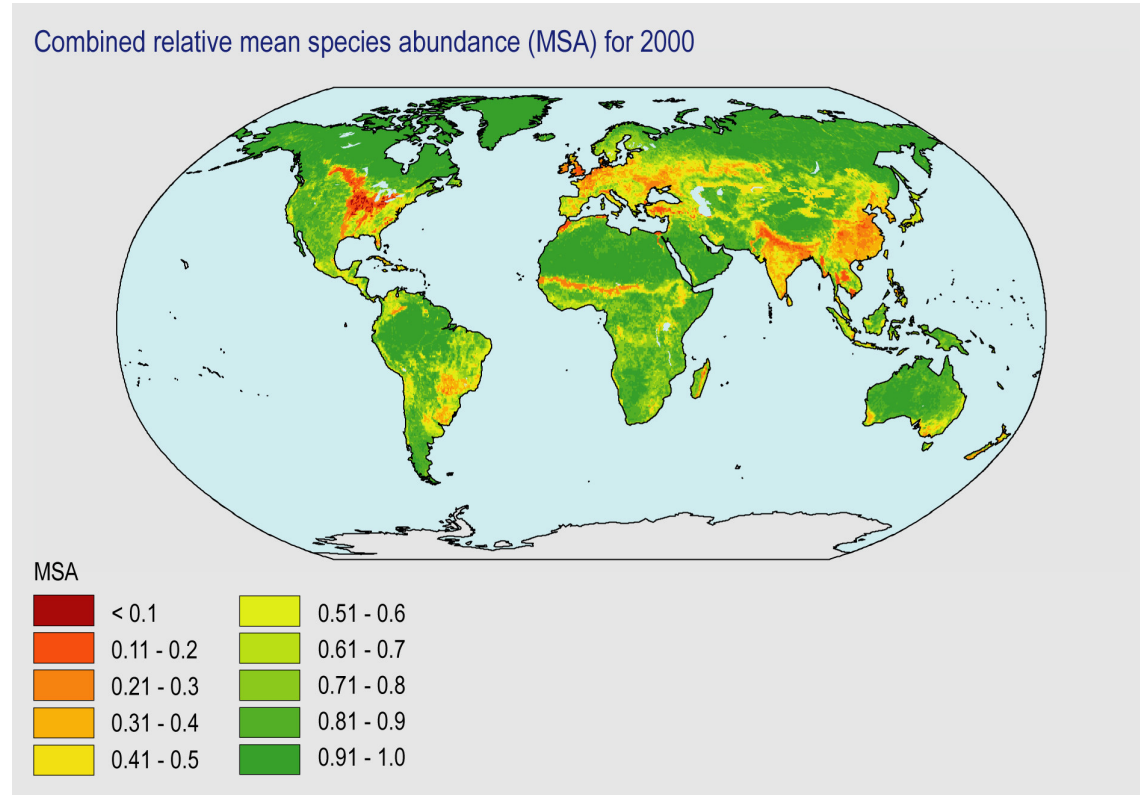 Combined relative mean species abundance (MSA) for 2000
MSA
< 0.1
0.11 - 0.2
0.21 - 0.3
0.31 - 0.4
0.41 - 0.5
0.51 - 0.6
0.61 - 0.7
0.71 - 0.8
0.81 - 0.9
0.91 - 1.0